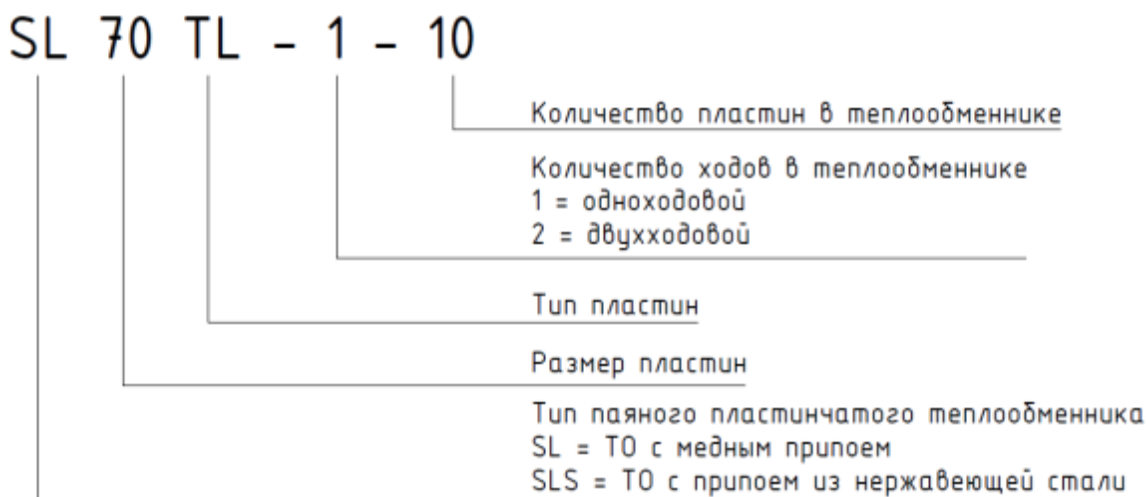 SL 70 TL - 1 - 10
Количество пластин в теплообменнике
Количество ходов в теплообменнике
1 = одноходовой
2 = двухходовой
Тип пластин
Размер пластин
Тип паяного пластинчатого теплообменника
SL = ТО с медным припоем
SLS = ТО с припоем из нержавеющей стали